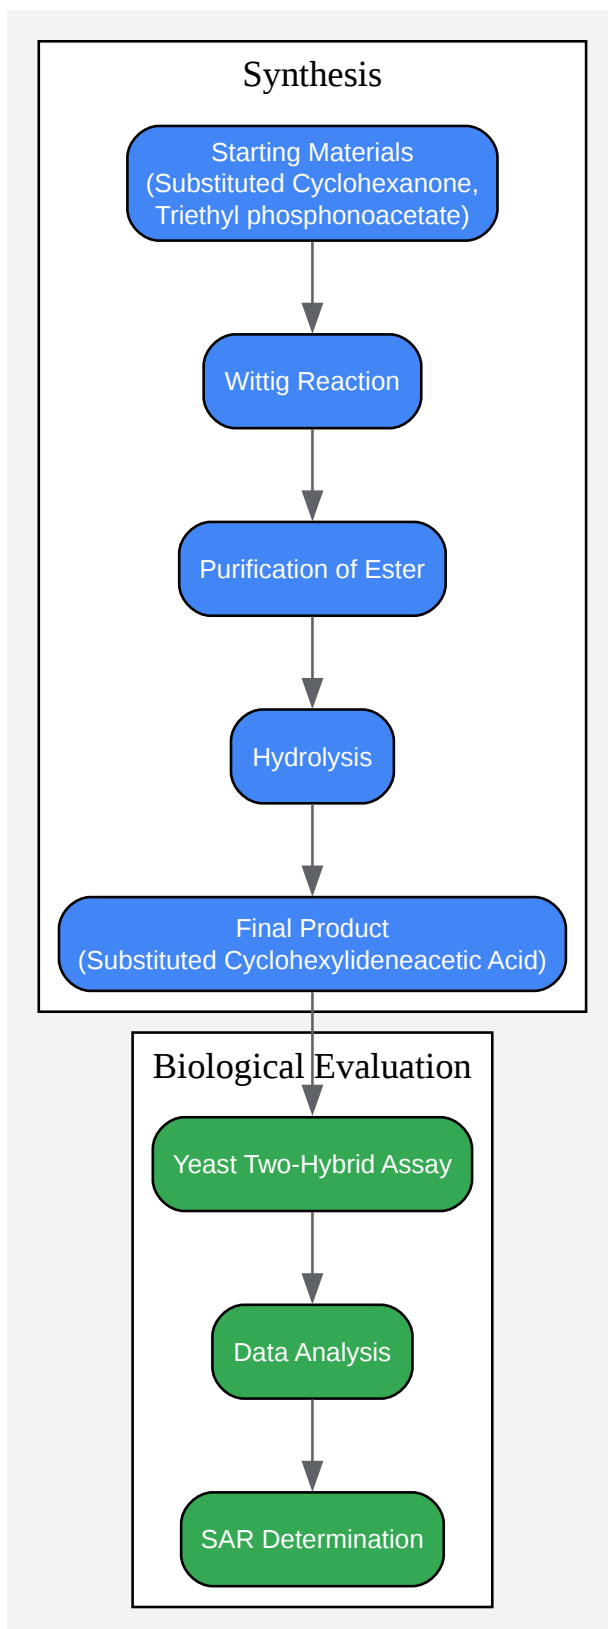 Synthesis
Starting Materials
(Substituted Cyclohexanone,
Triethyl phosphonoacetate)
Wittig Reaction
Purification of Ester
Hydrolysis
Final Product
(Substituted Cyclohexylideneacetic Acid)
Biological Evaluation
Yeast Two-Hybrid Assay
Data Analysis
SAR Determination